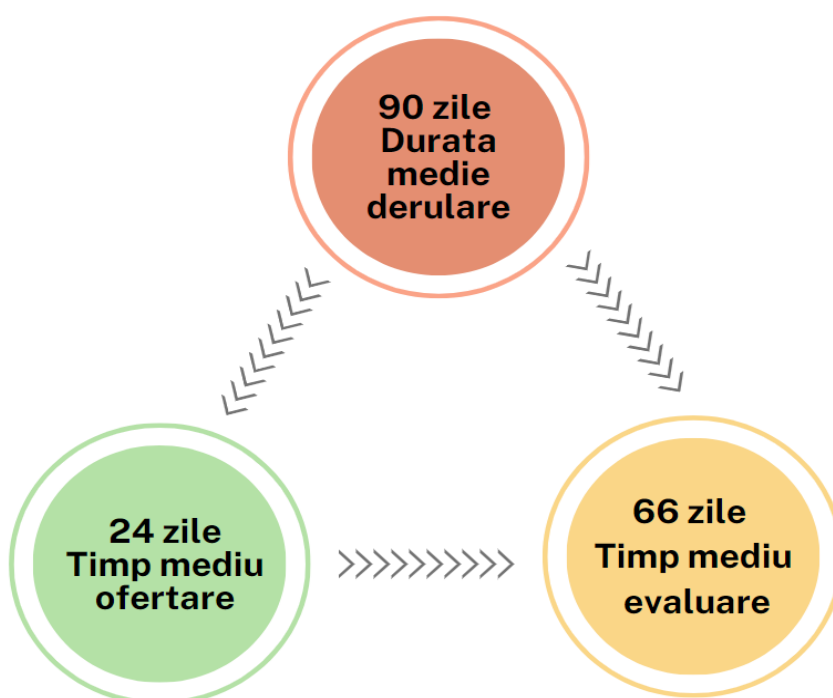 90 zile
Durata
medie
derulare
24 zile
Timp mediu
ofertare
66 zile
Timp mediu
evaluare